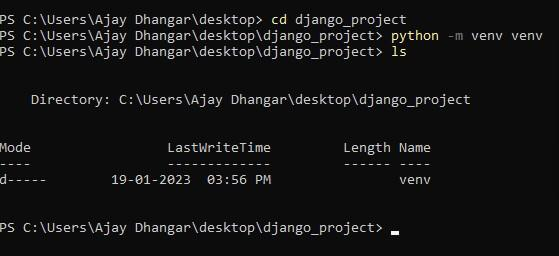 PS C:\Users\Ajay Dhangar\desktop> cd django_project
PS C:\Users\Ajay Dhangar\desktop\django_project> python -m venv venv
PS C:\Users\Ajay Dhangar\desktop\django_project> ls
Directory: C:\Users\Ajay Dhangar\desktop\django_project
Mode LastWriteTime Length Name
---- ------------- ------ ----
d----- 19-01-2023 03:56 PM venv
PS C:\Users\Ajay Dhangar\desktop\django_project>